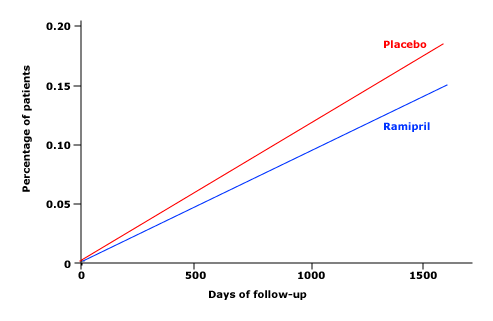 0.20
Placebo
0.15
Ramipril
0.10
0.05
0
0 500 1000 1500
Percentage of patients
Days of follow-up